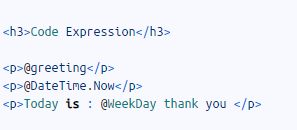 <h3>Code Expression</h3>
<p>@greeting</p>
<p>@DateTime.Now</p>
<p>Today is : @WeekDay thank you </p>